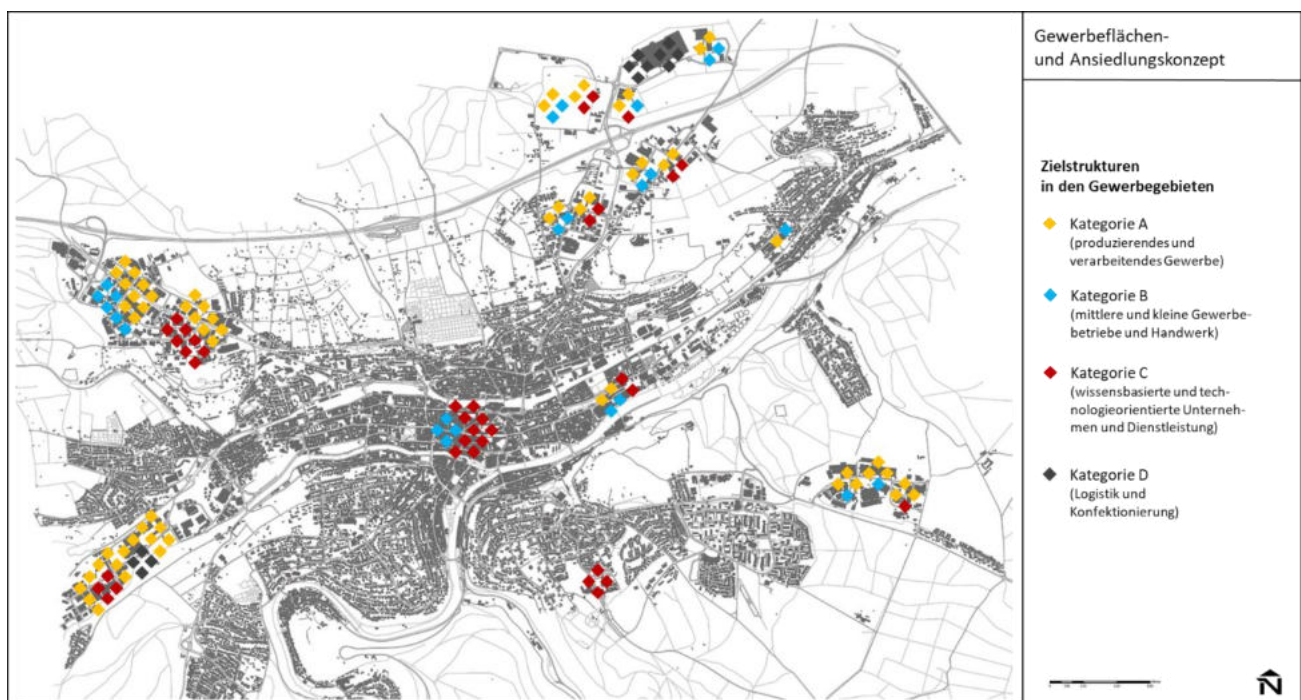 Gewerbeflächen-
und Ansiedlungskonzept
Zielstrukturen
in den Gewerbegebieten
Kategorie A
(produzierendes und
verarbeitendes Gewerbe)
Kategorie B
(mittlere und kleine Gewerbe-
betriebe und Handwerk)
Kategorie C
(wissensbasierte und tech-
nologieorientierte Unterneh-
men und Dienstleistung)
Kategorie D
(Logistik und
Konfektionierung)
N